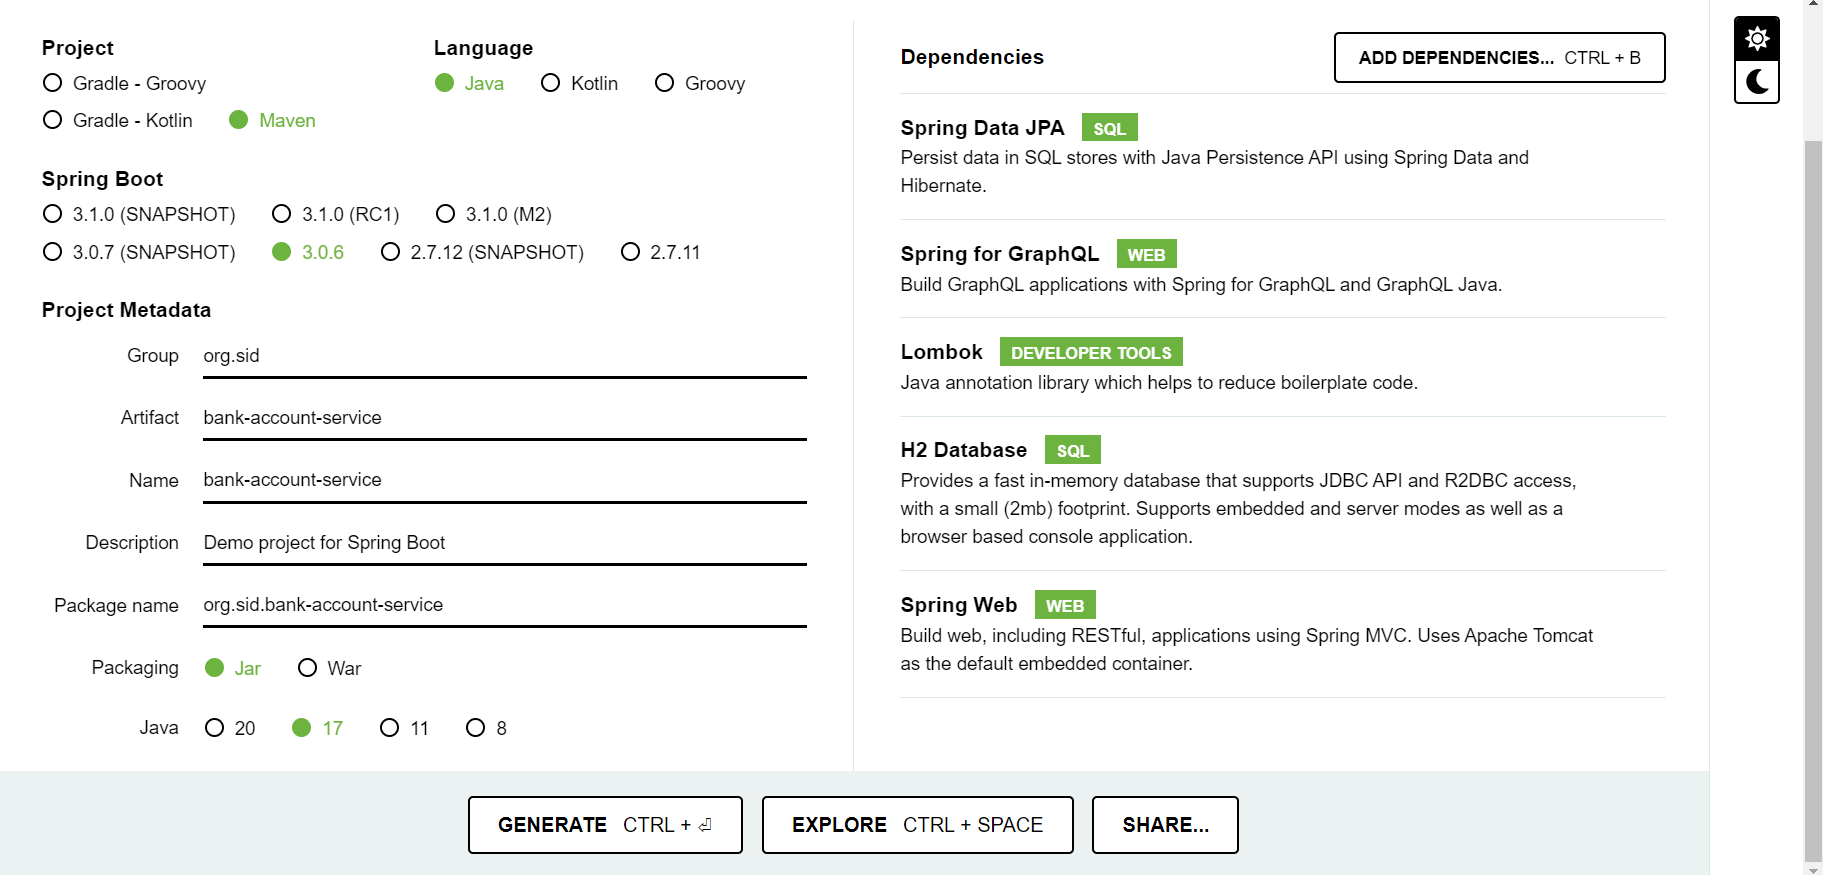 Project
Gradle - Groovy
Gradle - Kotlin Maven
Language
Java Kotlin Groovy
Spring Boot
3.1.0 (SNAPSHOT) 3.1.0 (RC1) 3.1.0 (M2)
3.0.7 (SNAPSHOT) 3.0.6 2.7.12 (SNAPSHOT) 2.7.11
Project Metadata
Group org.sid
Artifact bank-account-service
Name bank-account-service
Description Demo project for Spring Boot
Package name org.sid.bank-account-service
Packaging Jar War
Java 20 17 11 8
Dependencies
ADD DEPENDENCIES... CTRL + B
Spring Data JPA SQL
Persist data in SQL stores with Java Persistence API using Spring Data and
Hibernate.
Spring for GraphQL WEB
Build GraphQL applications with Spring for GraphQL and GraphQL Java.
Lombok DEVELOPER TOOLS
Java annotation library which helps to reduce boilerplate code.
H2 Database SQL
Provides a fast in-memory database that supports JDBC API and R2DBC access,
with a small (2mb) footprint. Supports embedded and server modes as well as a
browser based console application.
Spring Web WEB
Build web, including RESTful, applications using Spring MVC. Uses Apache Tomcat
as the default embedded container.
GENERATE CTRL + ⏎
EXPLORE CTRL + SPACE
SHARE...